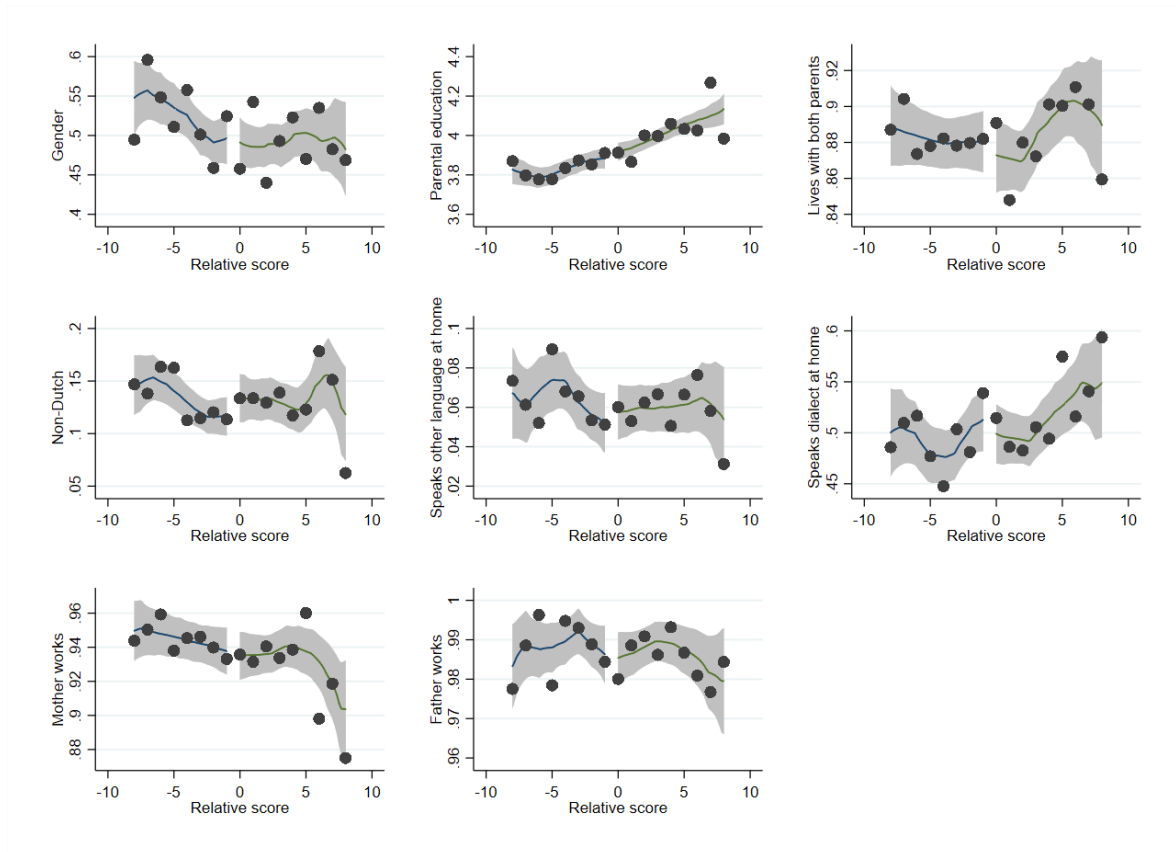 Gender
.4 .45 .5 .55 .6
-10 -5 0 5 10
Relative score
Parental education
3.6 3.8 4 4.2 4.4
-10 -5 0 5 10
Relative score
Lives with both parents
.84 .86 .88 .9 .92
-10 -5 0 5 10
Relative score
Non-Dutch
.05 .1 .15 .2
-10 -5 0 5 10
Relative score
Speaks other language at home
.02 .04 .06 .08 .1
-10 -5 0 5 10
Relative score
Speaks dialect at home
.45 .5 .55 .6
-10 -5 0 5 10
Relative score
Mother works
.88 .9 .92 .94 .96
-10 -5 0 5 10
Relative score
Father works
.96 .97 .98 .99 1
-10 -5 0 5 10
Relative score